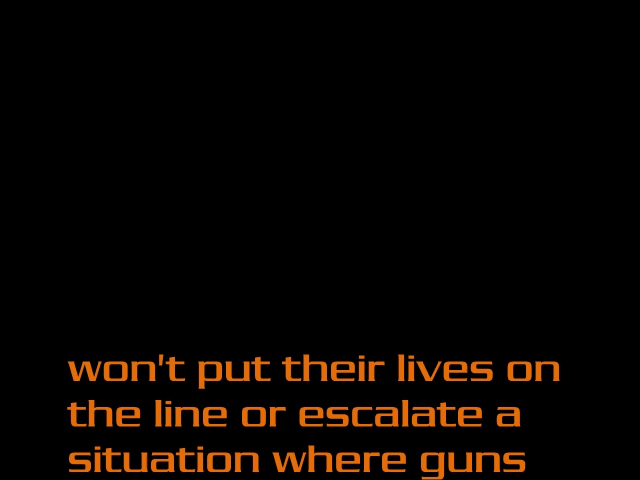 won't put their lives on
the line or escalate a
situation where guns